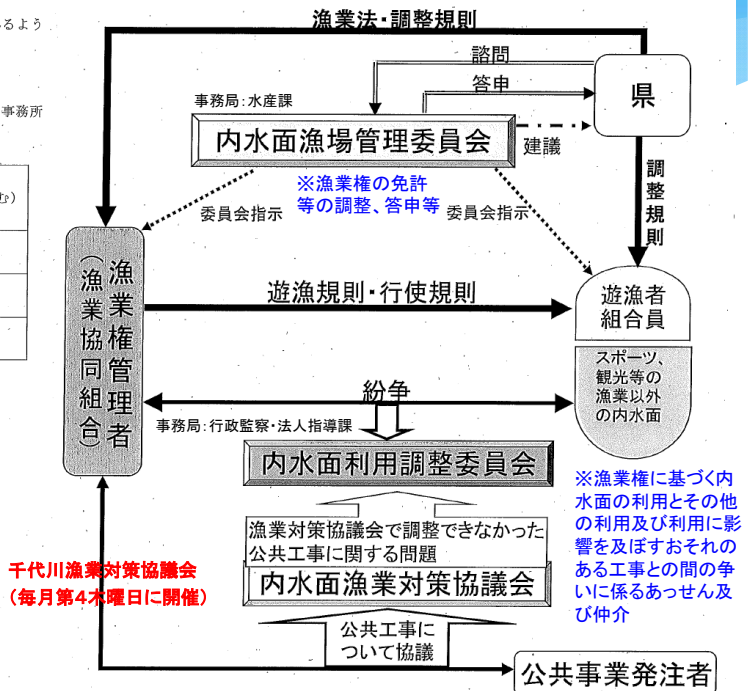 漁業法・調整規則
るよう
諮問
答申
県
事務所
事務局:水産課
内水面漁場管理委員会
建議
む)
※漁業権の免許
等の調整、答申等
委員会指示
委員会指示
調整規則
漁業権管理者
(漁業協同組合)
遊漁規則・行使規則
遊漁者
組合員
スポーツ、
観光等の
漁業以外
の内水面
紛争
事務局:行政監察・法人指導課
内水面利用調整委員会
※漁業権に基づく内
水面の利用とその他
の利用及び利用に影
響を及ぼすおそれの
ある工事との間の争
いに係るあっせん及
び仲介
漁業対策協議会で調整できなかった
公共工事に関する問題
千代川漁業対策協議会
(毎月第4木曜日に開催)
内水面漁業対策協議会
公共工事に
ついて協議
公共事業発注者